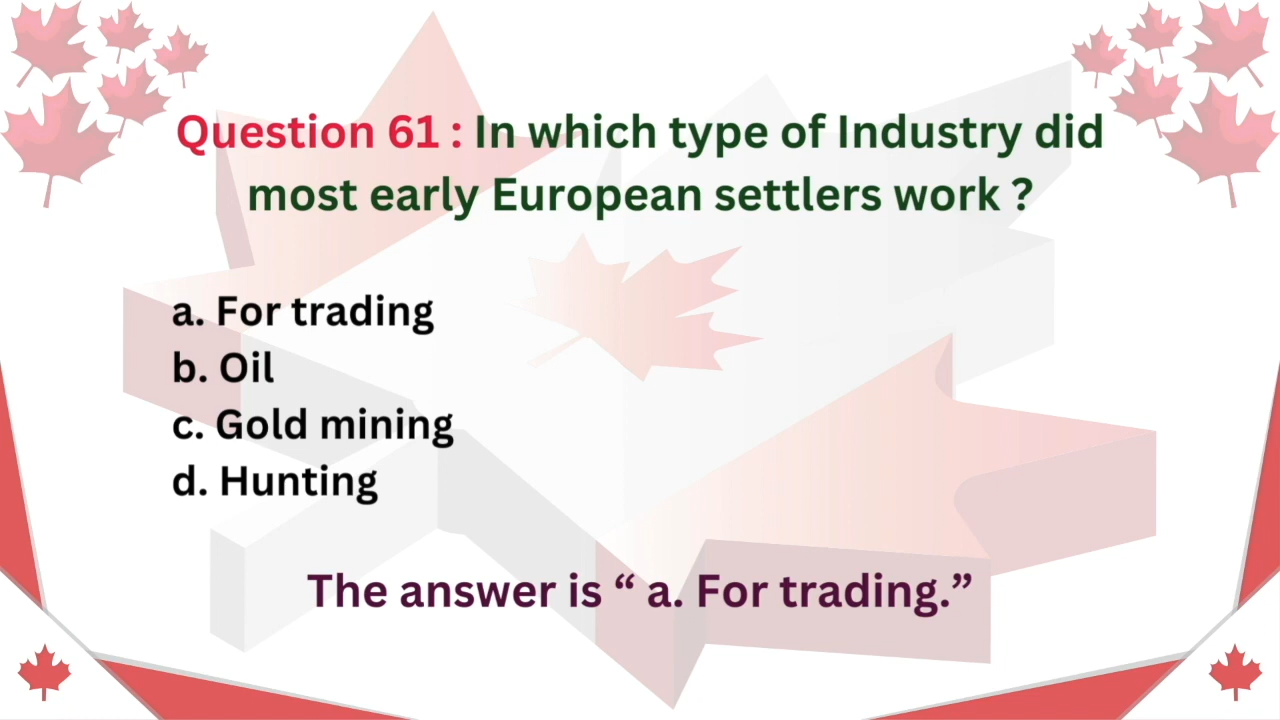 Question 61 : In which type of Industry did
most early European settlers work ?
a. For trading
b. Oil
c. Gold mining
d. Hunting
The answer is “ a. For trading.”